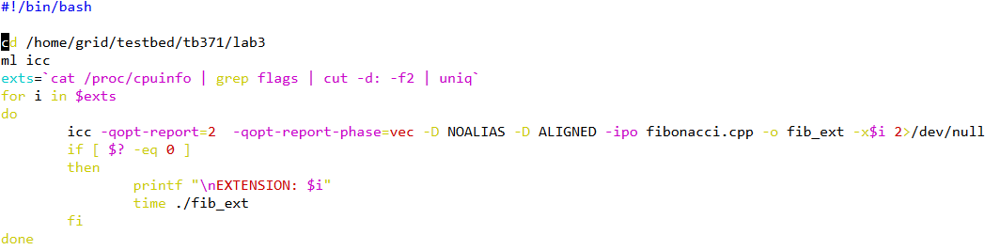 #!/bin/bash
cd /home/grid/testbed/tb371/lab3
ml icc
exts=`cat /proc/cpuinfo | grep flags | cut -d: -f2 | uniq`
for i in $exts
do
icc -qopt-report=2  -qopt-report-phase=vec -D NOALIAS -D ALIGNED -ipo fibonacci.cpp -o fib_ext -x$i 2>/dev/null
if [ $? -eq 0 ]
then
printf "\nEXTENSION: $i"
time ./fib_ext
fi
done